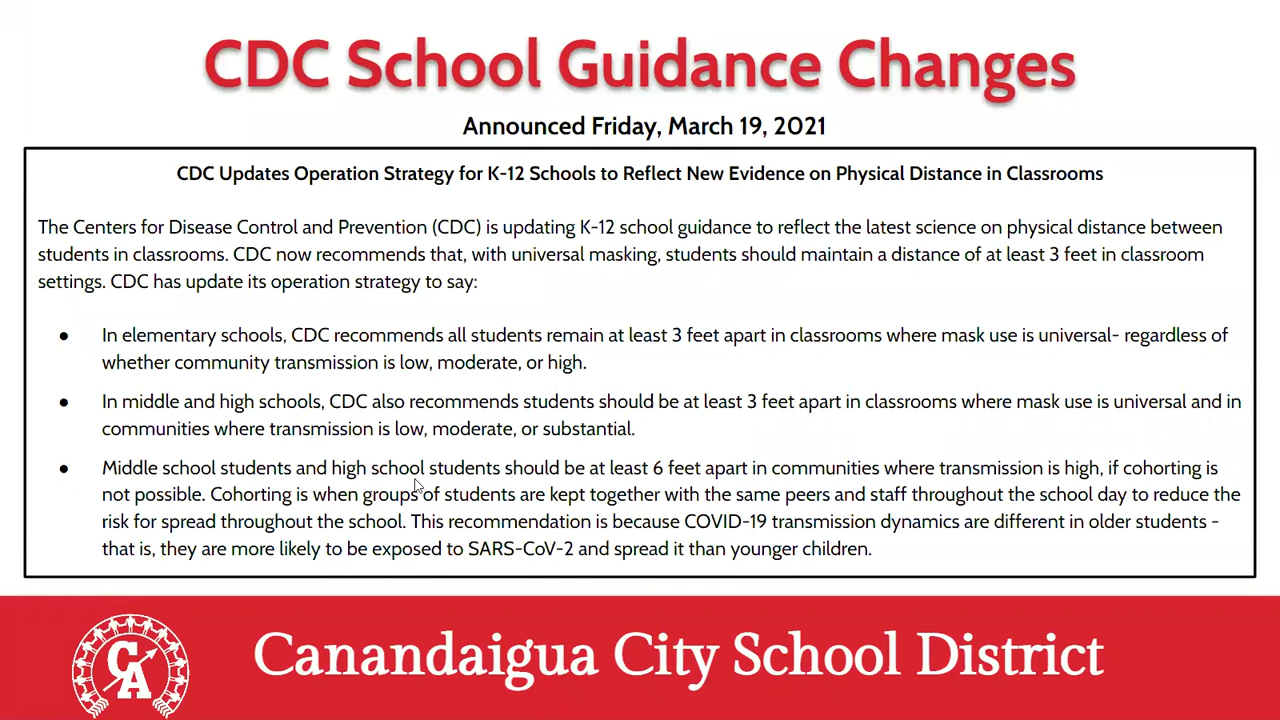 CDC School Guidance Changes
Announced Friday, March 19, 2021
CDC Updates Operation Strategy for K-12 Schools to Reflect New Evidence on Physical Distance in Classrooms
The Centers for Disease Control and Prevention (CDC) is updating K-12 school guidance to reflect the latest science on physical distance between
students in classrooms. CDC now recommends that, with universal masking, students should maintain a distance of at least 3 feet in classroom
settings. CDC has update its operation strategy to say:
● In elementary schools, CDC recommends all students remain at least 3 feet apart in classrooms where mask use is universal- regardless of
whether community transmission is low, moderate, or high.
● In middle and high schools, CDC also recommends students should be at least 3 feet apart in classrooms where mask use is universal and in
communities where transmission is low, moderate, or substantial.
● Middle school students and high school students should be at least 6 feet apart in communities where transmission is high, if cohorting is
not possible. Cohorting is when groups of students are kept together with the same peers and staff throughout the school day to reduce the
risk for spread throughout the school. This recommendation is because COVID-19 transmission dynamics are different in older students -
that is, they are more likely to be exposed to SARS-CoV-2 and spread it than younger children.
CA
Canandaigua City School District